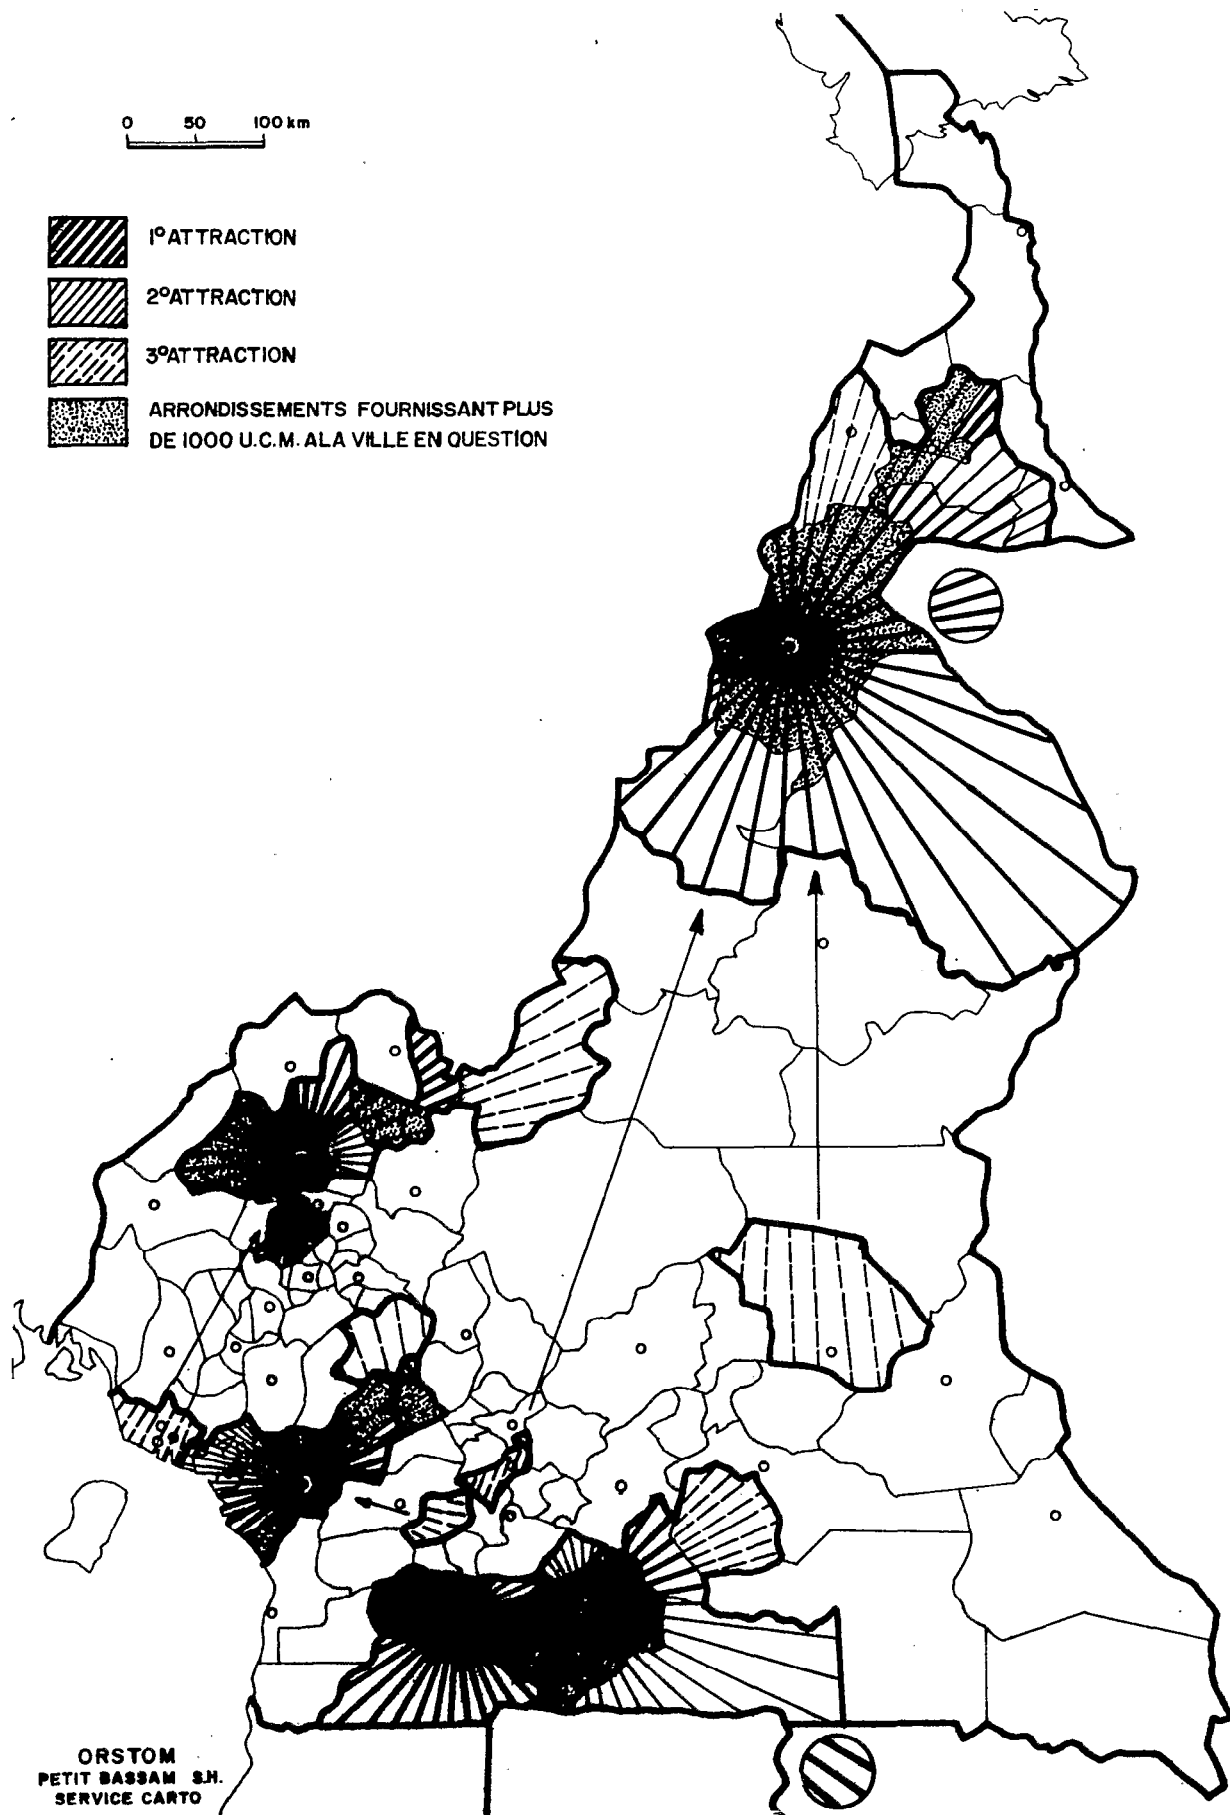 0 50 100 km
1° ATTRACTION
2° ATTRACTION
3° ATTRACTION
ARRONDISSEMENTS FOURNISSANT PLUS
DE 1000 U.C.M. A LA VILLE EN QUESTION
ORSTOM
PETIT BASSAM S.H.
SERVICE CARTO